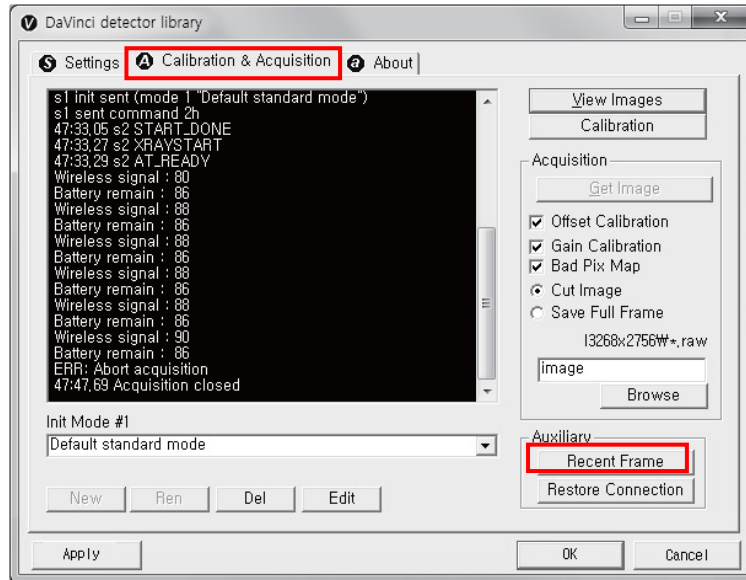 DaVinci detector library
Settings
Calibration & Acquisition
About
s1 init sent (mode 1 "Default standard mode")
s1 sent command 2h
47:33,05 s2 START_DONE
47:33,27 s2 XRAYSTART
47:33,29 s2 AT_READY
Wireless signal : 80
Battery remain : 86
Wireless signal : 88
Battery remain : 86
Wireless signal : 88
Battery remain : 86
Wireless signal : 88
Battery remain : 86
Wireless signal : 88
Battery remain : 86
Wireless signal : 90
Battery remain : 86
ERR: Abort acquisition
47:47,69 Acquisition closed
Init Mode #1
Default standard mode
New
Ren
Del
Edit
View Images
Calibration
Acquisition
Get Image
Offset Calibration
Gain Calibration
Bad Pix Map
Cut Image
Save Full Frame
I3268x2756₩*,raw
image
Browse
Auxiliary
Recent Frame
Restore Connection
Apply
OK
Cancel